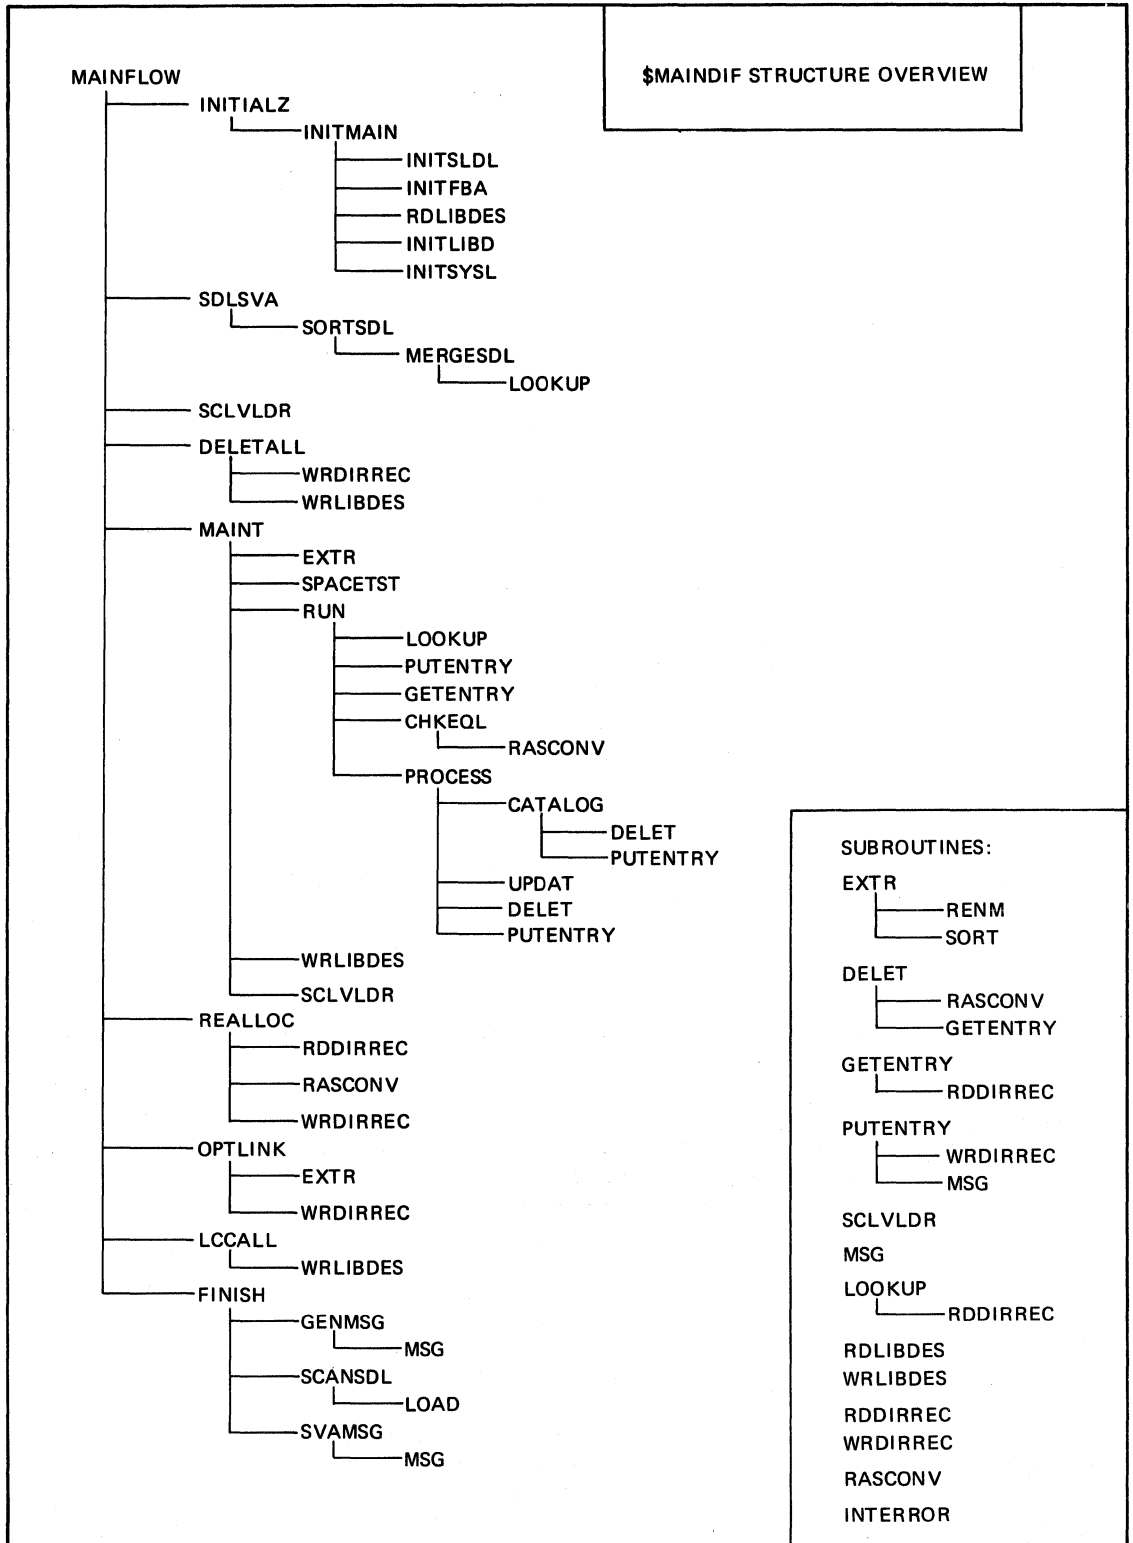 $MAINDIF STRUCTURE OVERVIEW
MAINFLOW
INITIALZ
INITMAIN
INITSLDL
INITFBA
RDLIBDES
INITLIBD
INITSYSL
SDLSVA
SORTSDL
MERGESDL
LOOKUP
SCLVLDR
DELETALL
WRDIRREC
WRLIBDES
MAINT
EXTR
SPACETST
RUN
LOOKUP
PUTENTRY
GETENTRY
CHKEQL
RASCONV
PROCESS
CATALOG
DELET
PUTENTRY
UPDAT
DELET
PUTENTRY
WRLIBDES
SCLVLDR
REALLOC
RDDIRREC
RASCONV
WRDIRREC
OPTLINK
EXTR
WRDIRREC
LCCALL
WRLIBDES
FINISH
GENMSG
MSG
SCANSDL
LOAD
SVAMSG
MSG
SUBROUTINES:
EXTR
RENM
SORT
DELET
RASCONV
GETENTRY
GETENTRY
RDDIRREC
PUTENTRY
WRDIRREC
MSG
SCLVLDR
MSG
LOOKUP
RDDIRREC
RDLIBDES
WRLIBDES
RDDIRREC
WRDIRREC
RASCONV
INTERROR